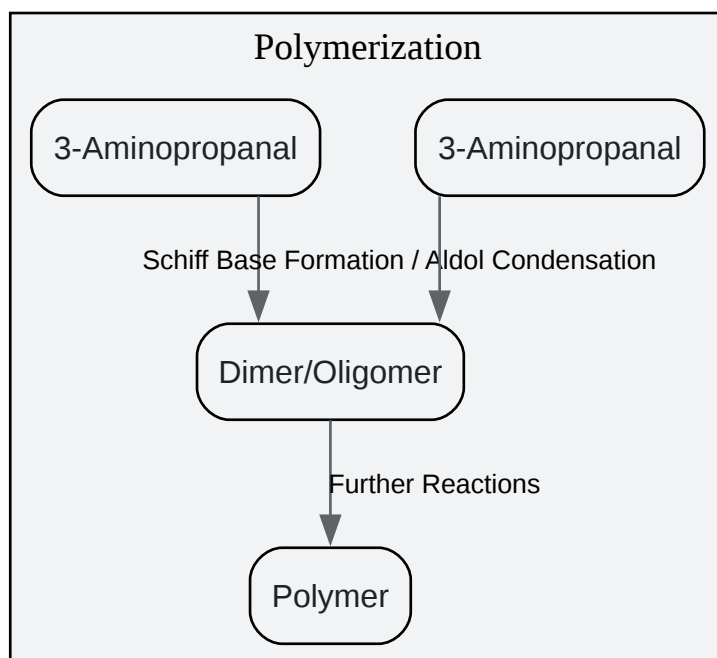 Polymerization
3-Aminopropanal 3-Aminopropanal
Schiff Base Formation / Aldol Condensation
Dimer/Oligomer
Further Reactions
Polymer